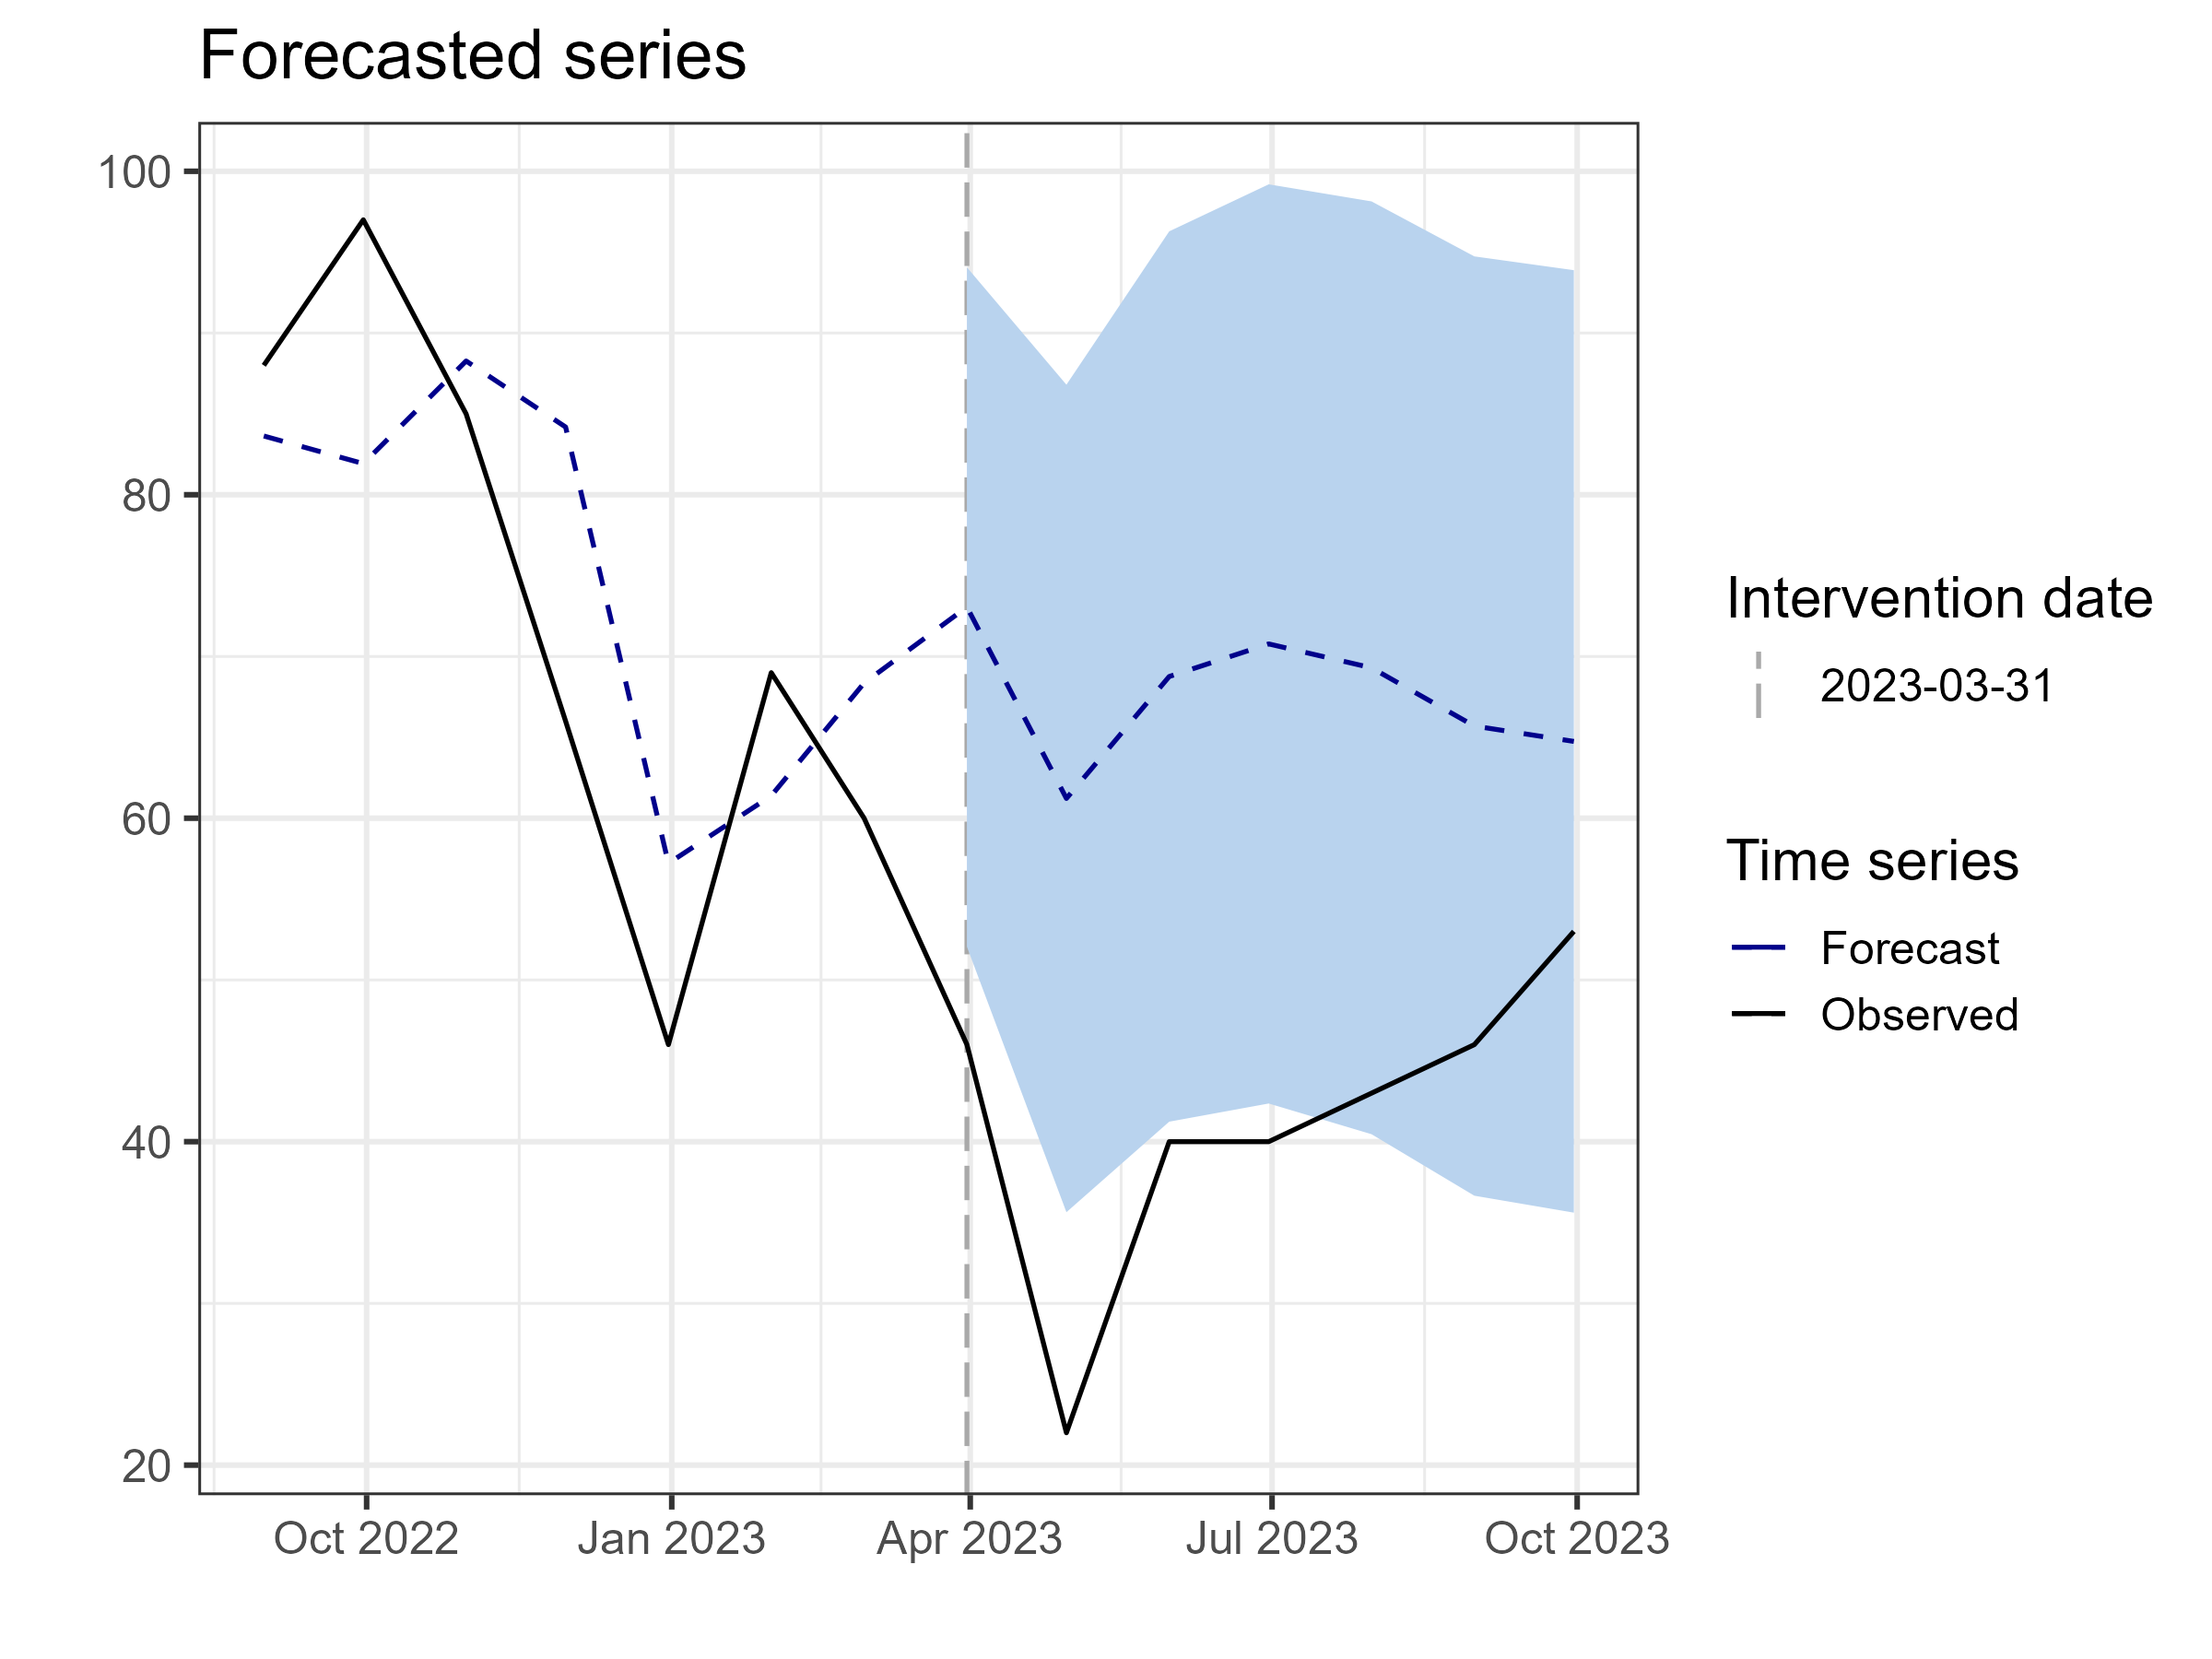 Forecasted series
100
80
60
40
20
Oct 2022 Jan 2023 Apr 2023 Jul 2023 Oct 2023
Intervention date
2023-03-31
Time series
Forecast
Observed